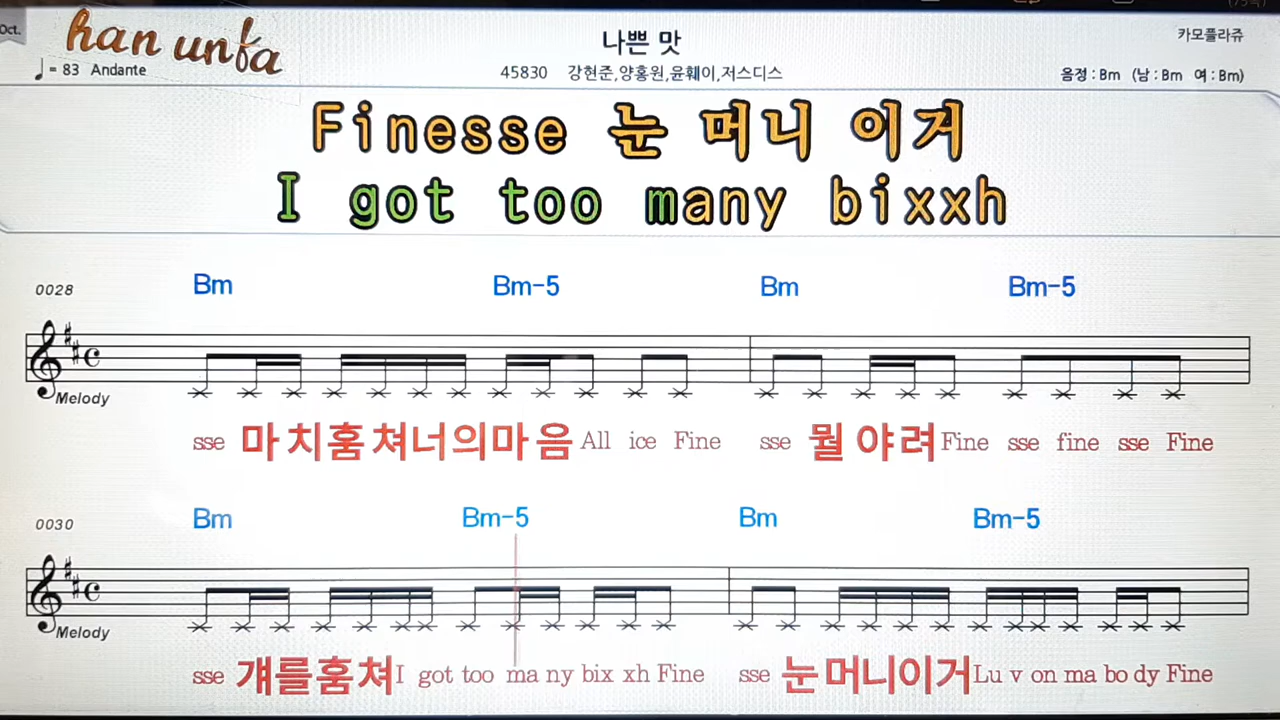 Oct.
han unfa
나쁜 맛
카모플라쥬
♩ = 83 Andante
45830 강현준,양홍원,윤훼이,저스디스
음정 : Bm (남 : Bm 여 : Bm)
Finesse 눈 머니 이거
I got too many bixxh
0028 Bm Bm-5 Bm Bm-5
Melody
sse 마치훔쳐너의마음 All ice Fine sse 뭘야려 Fine sse fine sse Fine
0030 Bm Bm-5 Bm Bm-5
Melody
sse 걔를훔쳐 I got too ma ny bix xh Fine sse 눈머니이거 Lu v on ma bo dy Fine